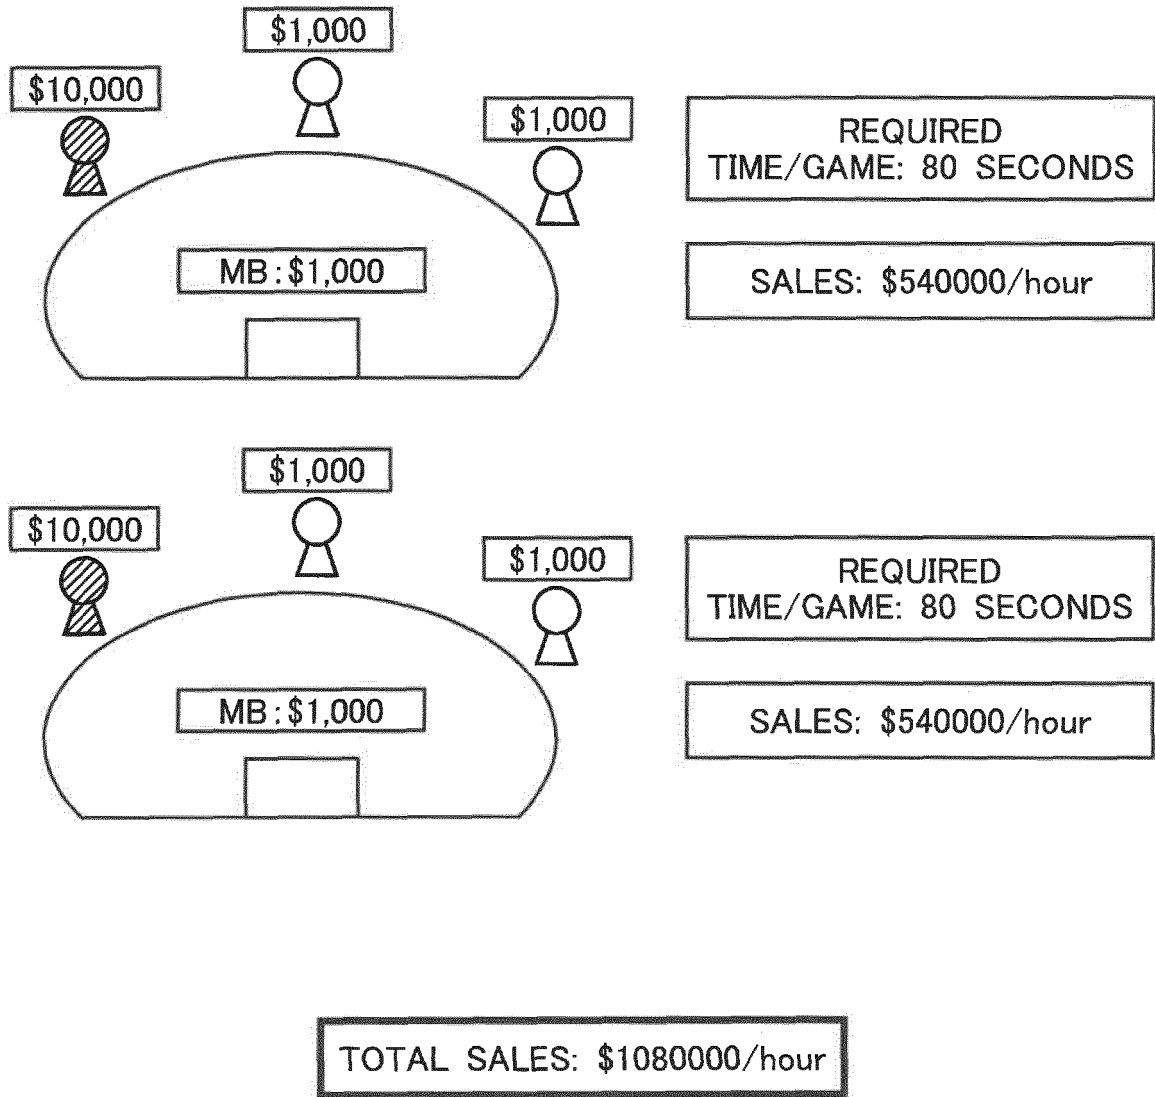 $1,000
$10,000
$1,000
REQUIRED
TIME/GAME: 80 SECONDS
MB:$1,000
SALES: $540000/hour
$1,000
$10,000
$1,000
REQUIRED
TIME/GAME: 80 SECONDS
MB:$1,000
SALES: $540000/hour
TOTAL SALES: $1080000/hour